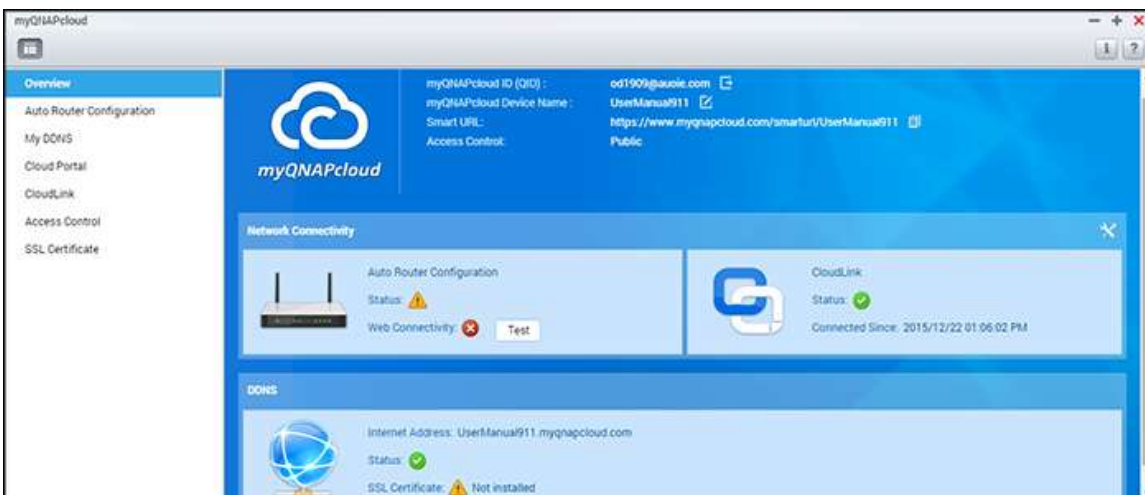 myQNAPcloud
Overview
Auto Router Configuration
My DDNS
Cloud Portal
CloudLink
Access Control
SSL Certificate
myQNAPcloud
myQNAPcloud ID (QID) : od1909@auoie.com
myQNAPcloud Device Name : UserManual911
Smart URL: https://www.myqnapcloud.com/smarturl/UserManual911
Access Control: Public
Network Connectivity
Auto Router Configuration
Status:
Web Connectivity: Test
CloudLink
Status:
Connected Since: 2015/12/22 01:06:02 PM
DDNS
Internet Address: UserManual911.myqnapcloud.com
Status:
SSL Certificate: Not installed